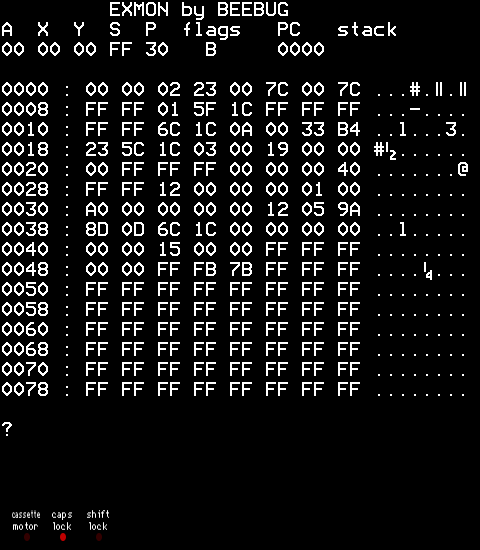 EXMON by BEEBUG
A X Y S P flags PC stack
00 00 00 FF 30 B 0000
0000 : 00 00 02 23 00 7C 00 7C ...#.‖.‖
0008 : FF FF 01 5F 1C FF FF FF ...─....
0010 : FF FF 6C 1C 0A 00 33 B4 ..l...3.
0018 : 23 5C 1C 03 00 19 00 00 #½......
0020 : 00 FF FF FF 00 00 00 40 .......@
0028 : FF FF 12 00 00 00 01 00 ........
0030 : A0 00 00 00 00 12 05 9A ........
0038 : 8D 0D 6C 1C 00 00 00 00 ..l.....
0040 : 00 00 15 00 00 FF FF FF ........
0048 : 00 00 FF FB 7B FF FF FF ....¼...
0050 : FF FF FF FF FF FF FF FF ........
0058 : FF FF FF FF FF FF FF FF ........
0060 : FF FF FF FF FF FF FF FF ........
0068 : FF FF FF FF FF FF FF FF ........
0070 : FF FF FF FF FF FF FF FF ........
0078 : FF FF FF FF FF FF FF FF ........
?
cassette motor
caps lock
shift lock